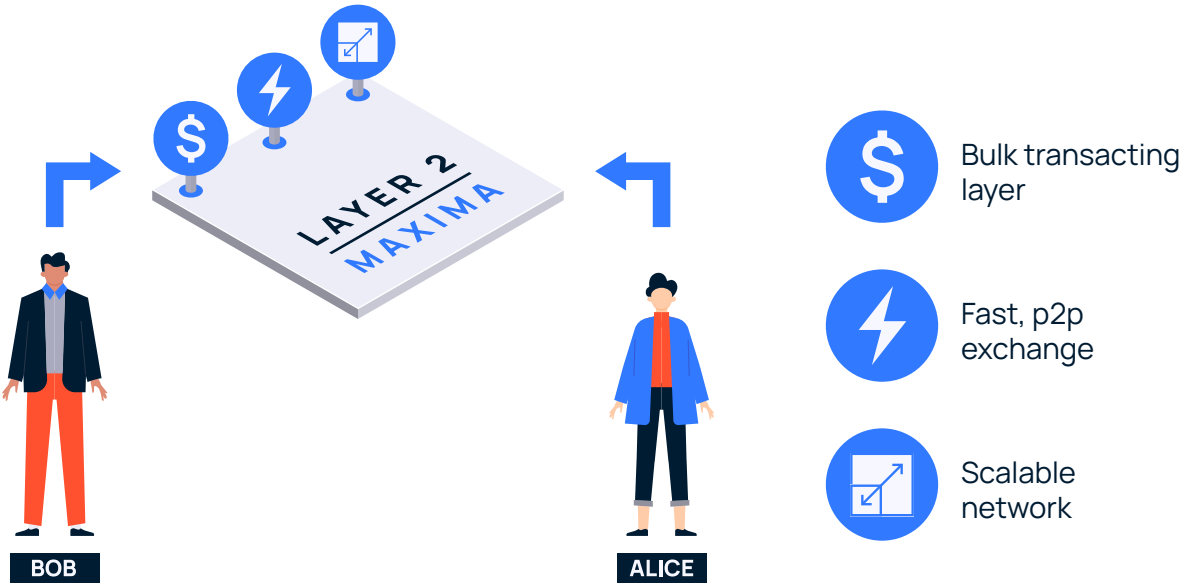 LAYER 2
MAXIMA
BOB
ALICE
Bulk transacting
layer
Fast, p2p
exchange
Scalable
network